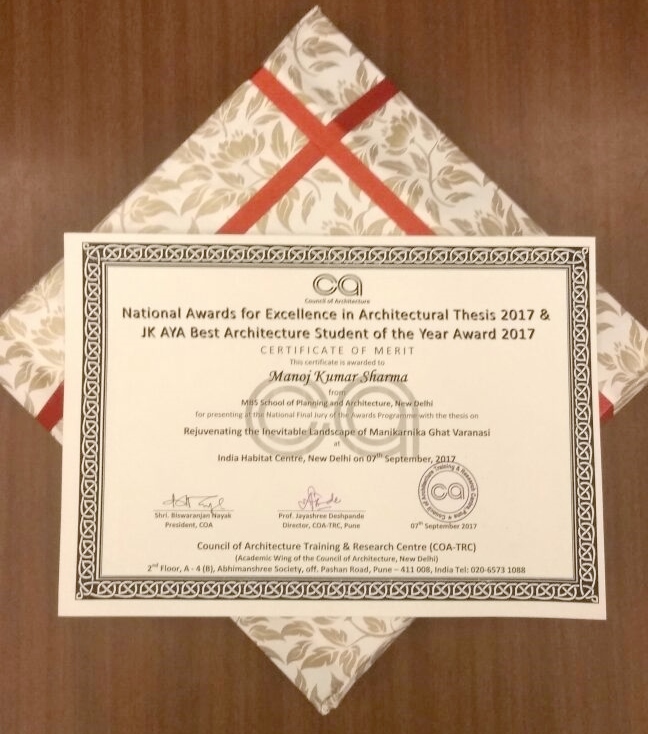 Council of Architecture
National Awards for Excellence in Architectural Thesis 2017 &
JK AYA Best Architecture Student of the Year Award 2017
CERTIFICATE OF MERIT
This certificate is awarded to
Manoj Kumar Sharma
from
MBS School of Planning and Architecture, New Delhi
for presenting at the National Final Jury of the Awards Programme with the thesis on
Rejuvenating the Inevitable Landscape of Manikarnika Ghat Varanasi
at
India Habitat Centre, New Delhi on 07th September, 2017
Shri. Biswaranjan Nayak
President, COA
Prof. Jayashree Deshpande
Director, COA-TRC, Pune
07th September 2017
Council of Architecture Training & Research Centre (COA-TRC)
(Academic Wing of the Council of Architecture, New Delhi)
2nd Floor, A - 4 (B), Abhimanshree Society, off. Pashan Road, Pune – 411 008, India Tel: 020-6573 1088